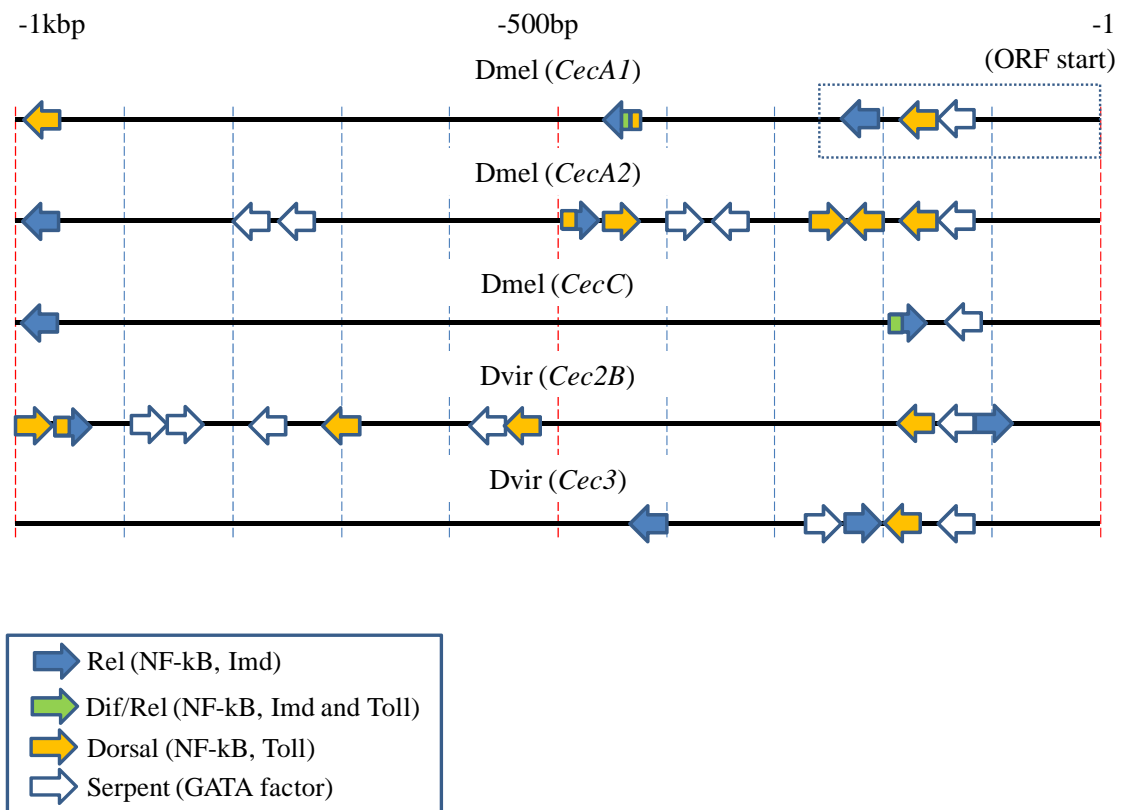 -1kbp
-500bp
-1
(ORF start)
Dmel (CecA1)
Dmel (CecA2)
Dmel (CecC)
Dvir (Cec2B)
Dvir (Cec3)
Rel (NF-kB, Imd)
Dif/Rel (NF-kB, Imd and Toll)
Dorsal (NF-kB, Toll)
Serpent (GATA factor)